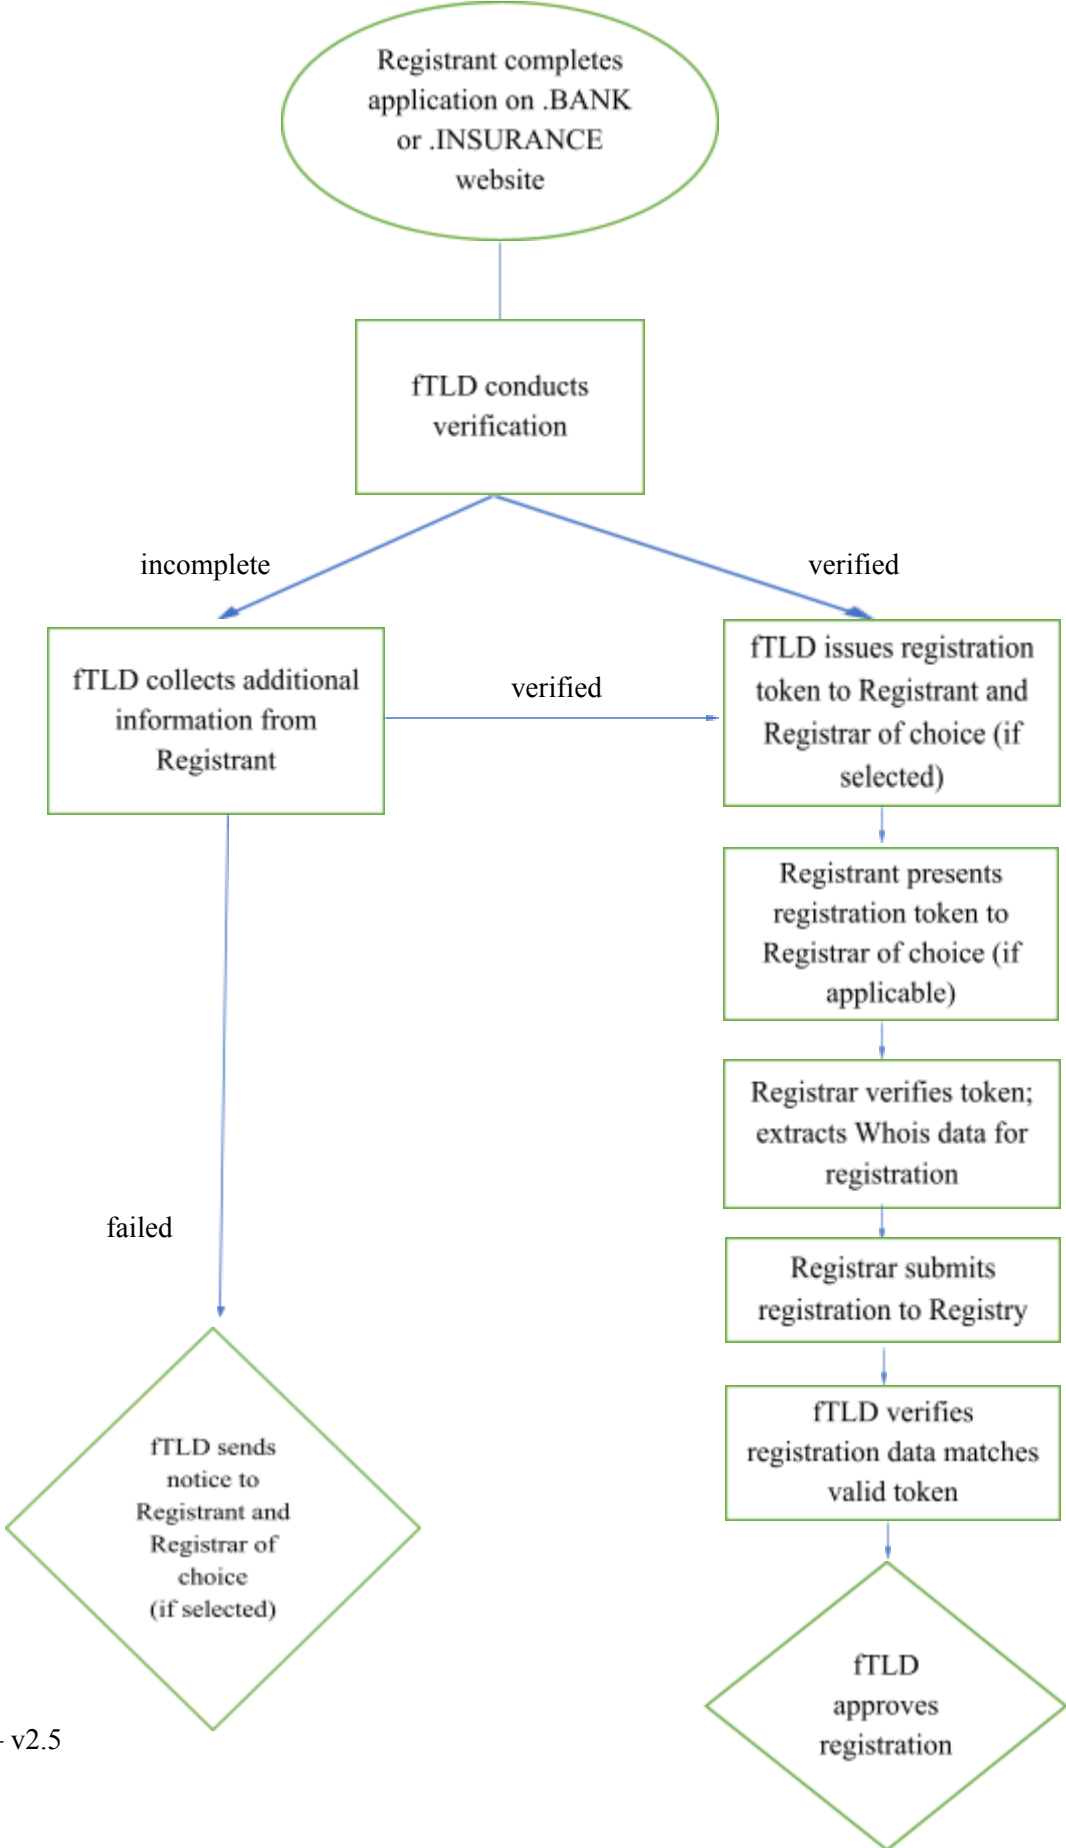 Registrant completes
application on .BANK
or .INSURANCE
website
fTLD conducts
verification
incomplete
verified
fTLD collects additional
information from
Registrant
verified
fTLD issues registration
token to Registrant and
Registrar of choice (if
selected)
Registrant presents
registration token to
Registrar of choice (if
applicable)
Registrar verifies token;
extracts Whois data for
registration
failed
Registrar submits
registration to Registry
fTLD verifies
registration data matches
valid token
fTLD sends
notice to
Registrant and
Registrar of
choice
(if selected)
fTLD
approves
registration
- v2.5